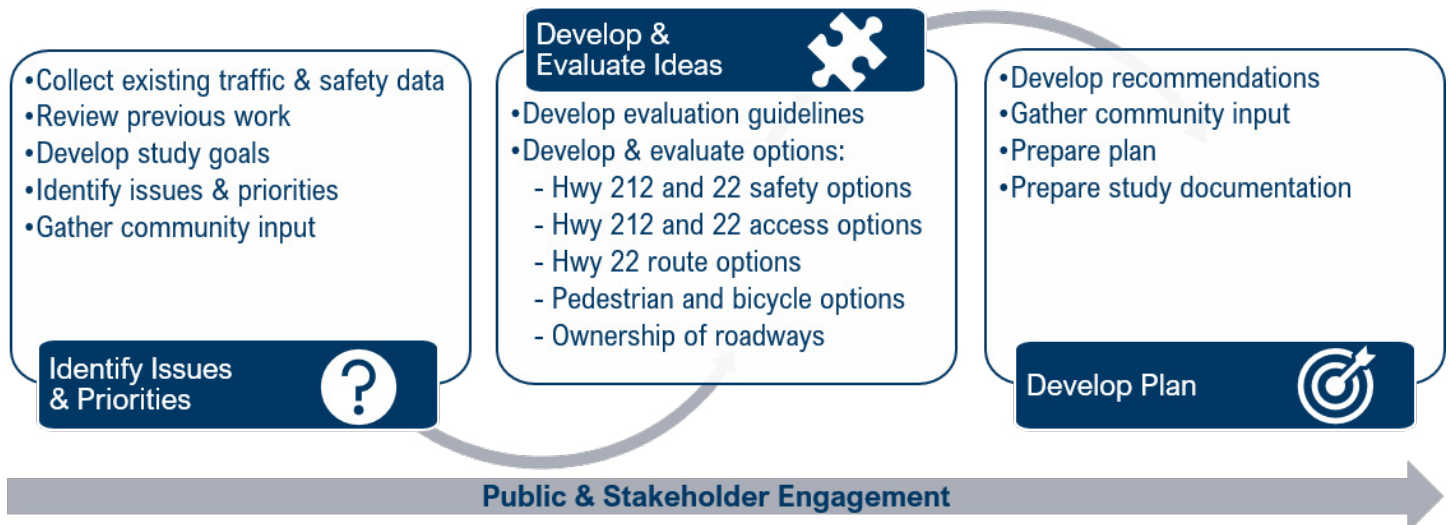 •Collect existing traffic & safety data
•Review previous work
•Develop study goals
•Identify issues & priorities
•Gather community input
Identify Issues
& Priorities
?
Develop &
Evaluate Ideas
•Develop evaluation guidelines
•Develop & evaluate options:
- Hwy 212 and 22 safety options
- Hwy 212 and 22 access options
- Hwy 22 route options
- Pedestrian and bicycle options
- Ownership of roadways
•Develop recommendations
•Gather community input
•Prepare plan
•Prepare study documentation
Develop Plan
Public & Stakeholder Engagement